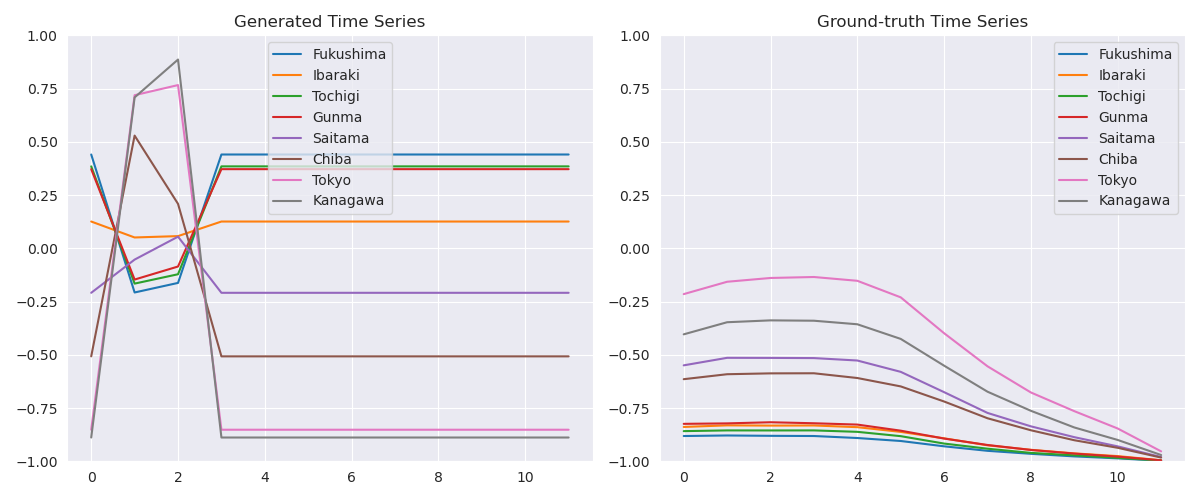 Generated Time Series
1.00
0.75
0.50
0.25
0.00
−0.25
−0.50
−0.75
−1.00
0 2 4 6 8 10
Fukushima
Ibaraki
Tochigi
Gunma
Saitama
Chiba
Tokyo
Kanagawa
Ground-truth Time Series
1.00
0.75
0.50
0.25
0.00
−0.25
−0.50
−0.75
−1.00
0 2 4 6 8 10
Fukushima
Ibaraki
Tochigi
Gunma
Saitama
Chiba
Tokyo
Kanagawa